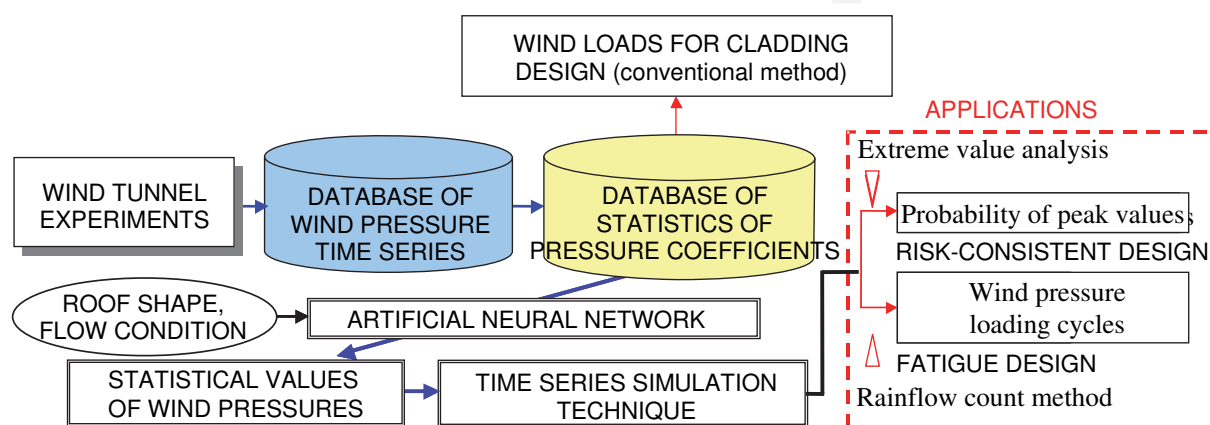 WIND LOADS FOR CLADDING
DESIGN (conventional method)
APPLICATIONS
WIND TUNNEL
EXPERIMENTS
DATABASE OF
WIND PRESSURE
TIME SERIES
DATABASE OF
STATISTICS OF
PRESSURE COEFFICIENTS
Extreme value analysis
Probability of peak values
RISK-CONSISTENT DESIGN
Wind pressure
loading cycles
FATIGUE DESIGN
Rainflow count method
ROOF SHAPE,
FLOW CONDITION
ARTIFICIAL NEURAL NETWORK
STATISTICAL VALUES
OF WIND PRESSURES
TIME SERIES SIMULATION
TECHNIQUE